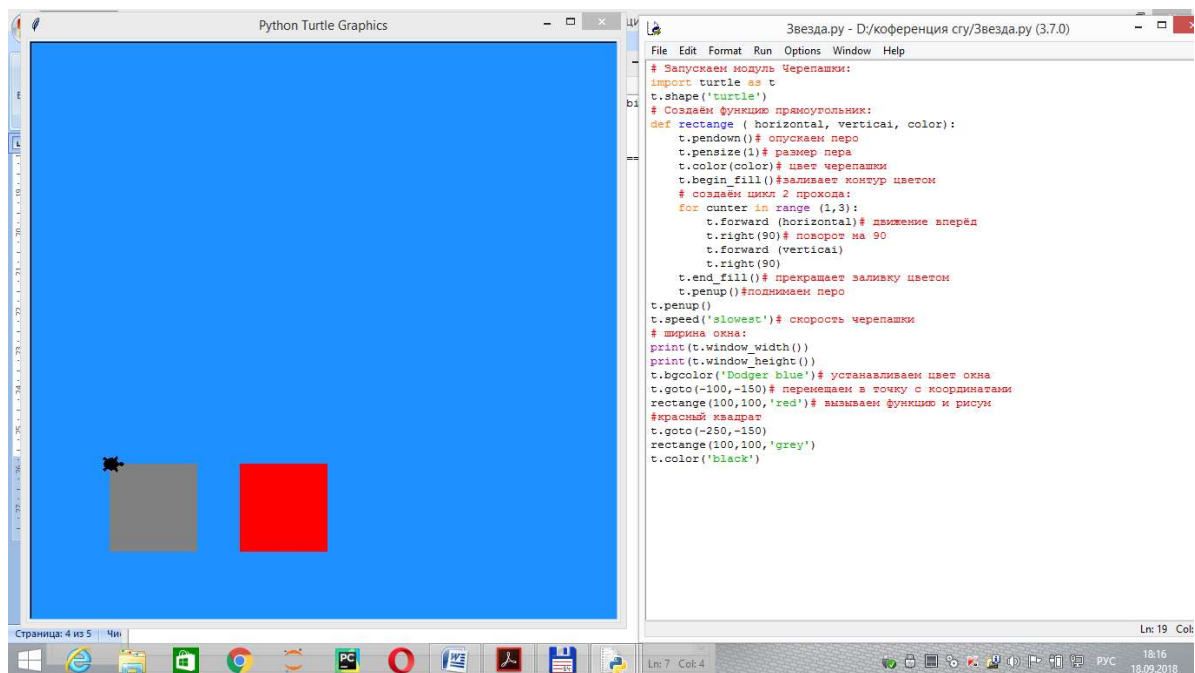 Python Turtle Graphics
Звезда.py - D:/коференция сгу/Звезда.py (3.7.0)
File Edit Format Run Options Window Help
# Запускаем модуль Черепашки:
import turtle as t
t.shape('turtle')
# Создаём функцию прямоугольник:
def rectange ( horizontal, verticai, color):
    t.pendown()# опускаем перо
    t.pensize(1)# размер пера
    t.color(color)# цвет черепашки
    t.begin_fill()#заливает контур цветом
    # создаём цикл 2 прохода:
    for cunter in range (1,3):
        t.forward (horizontal)# движение вперёд
        t.right(90)# поворот на 90
        t.forward (verticai)
        t.right(90)
    t.end_fill()# прекращает заливку цветом
    t.penup()#поднимаем перо
t.penup()
t.speed('slowest')# скорость черепашки
# ширина окна:
print(t.window_width())
print(t.window_height())
t.bgcolor('Dodger blue')# устанавливаем цвет окна
t.goto(-100,-150)# перемещаем в точку с координатами
rectange(100,100,'red')# вызываем функцию и рисум
#красный квадрат
t.goto(-250,-150)
rectange(100,100,'grey')
t.color('black')
Ln: 19 Col:
Страница: 4 из 5
Ln: 7 Col: 4
РУС
18:16
18.09.2018